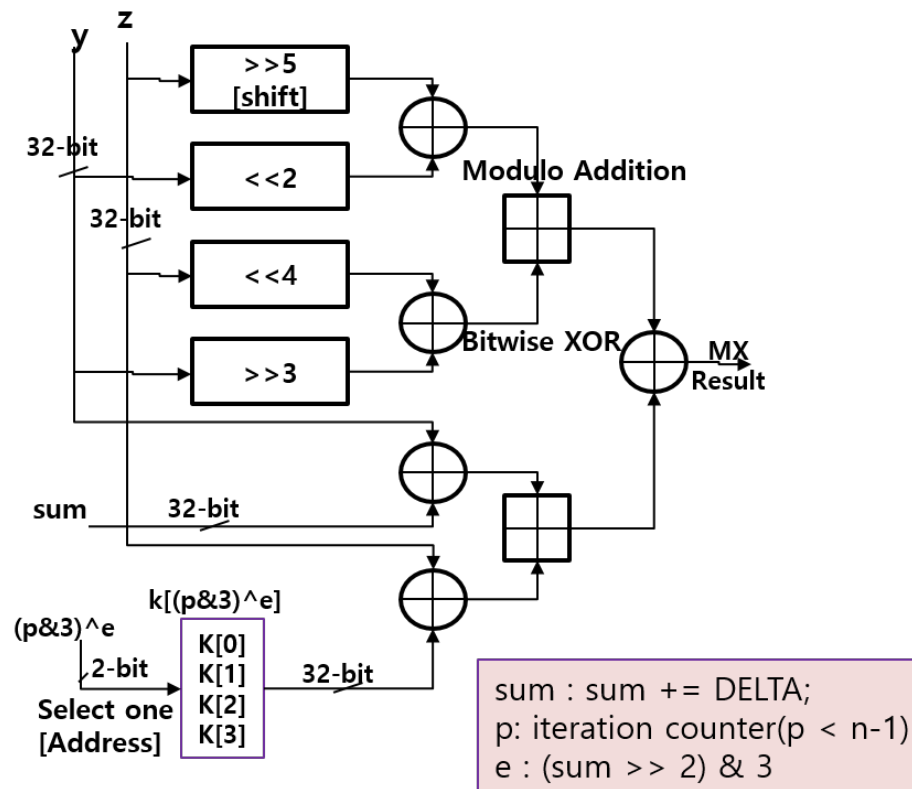 y
z
>>5
[shift]
32-bit
<<2
Modulo Addition
32-bit
<<4
Bitwise XOR
MX
Result
>>3
sum
32-bit
k[(p&3)^e]
(p&3)^e
K[0]
K[1]
K[2]
K[3]
2-bit
32-bit
Select one
[Address]
sum : sum += DELTA;
p: iteration counter(p < n-1)
e : (sum >> 2) & 3